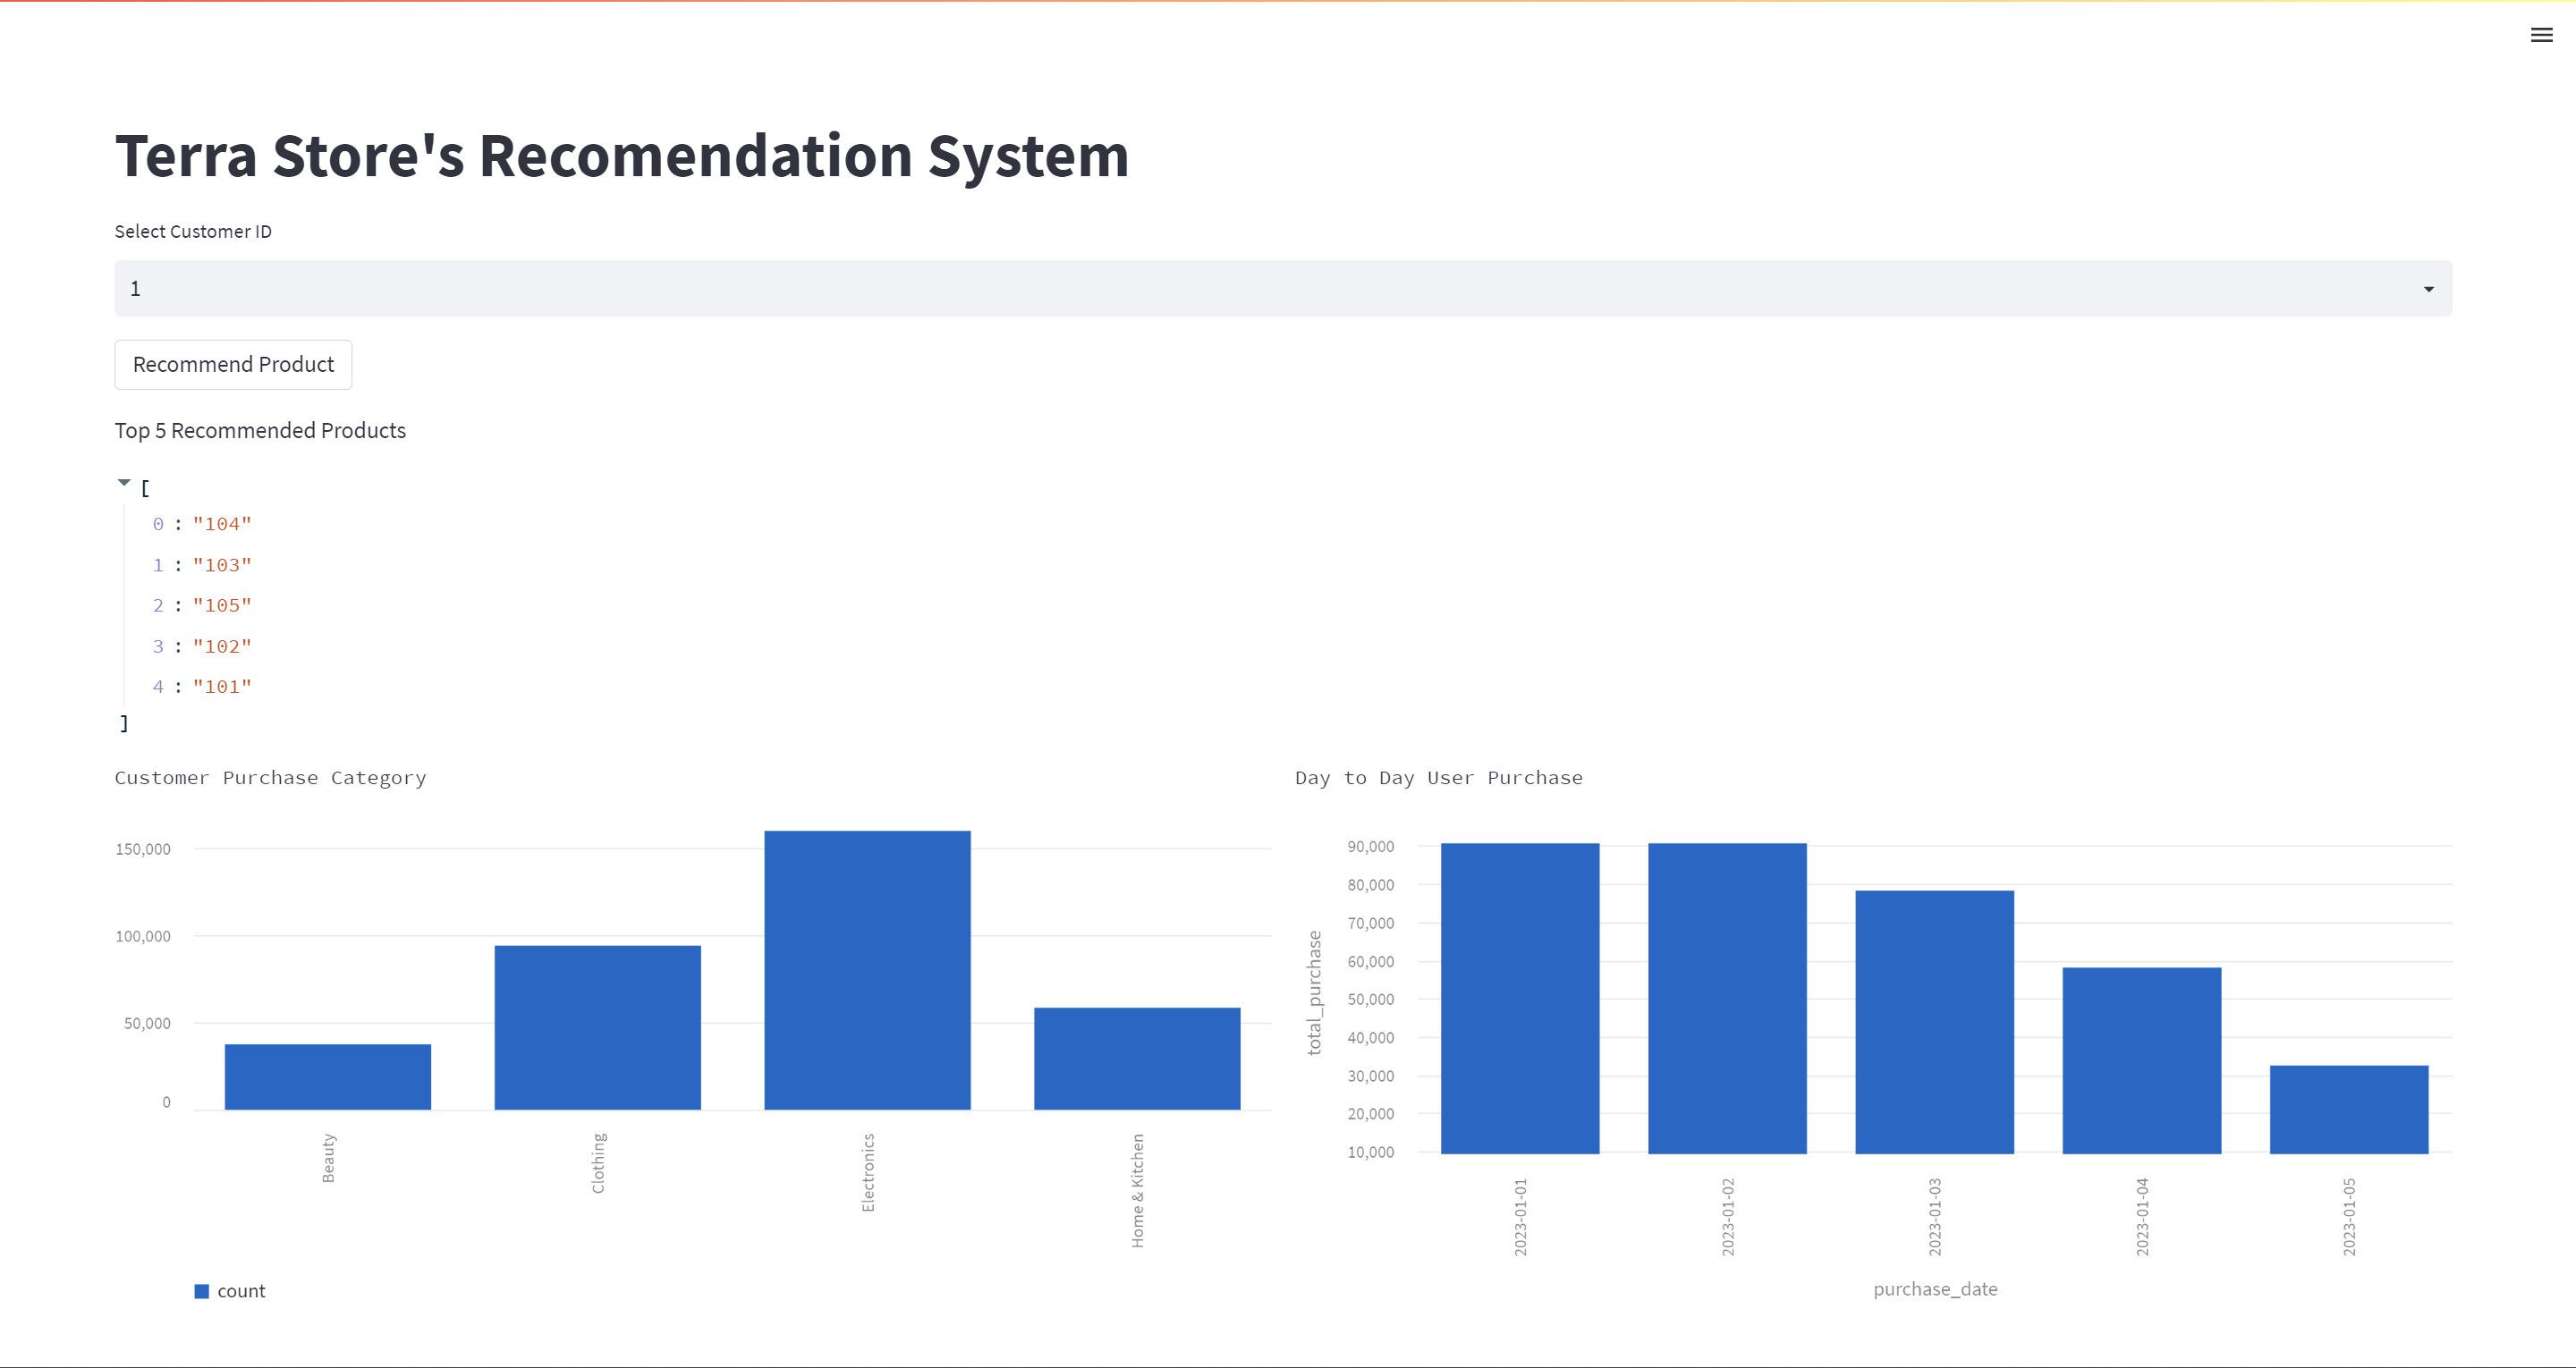 Terra Store's Recomendation System
Select Customer ID
1
Recommend Product
Top 5 Recommended Products
[
0 : "104"
1 : "103"
2 : "105"
3 : "102"
4 : "101"
]
Customer Purchase Category
150,000
100,000
50,000
0
Beauty
Clothing
Electronics
Home & Kitchen
count
Day to Day User Purchase
total_purchase
90,000
80,000
70,000
60,000
50,000
40,000
30,000
20,000
10,000
2023-01-01
2023-01-02
2023-01-03
2023-01-04
2023-01-05
purchase_date